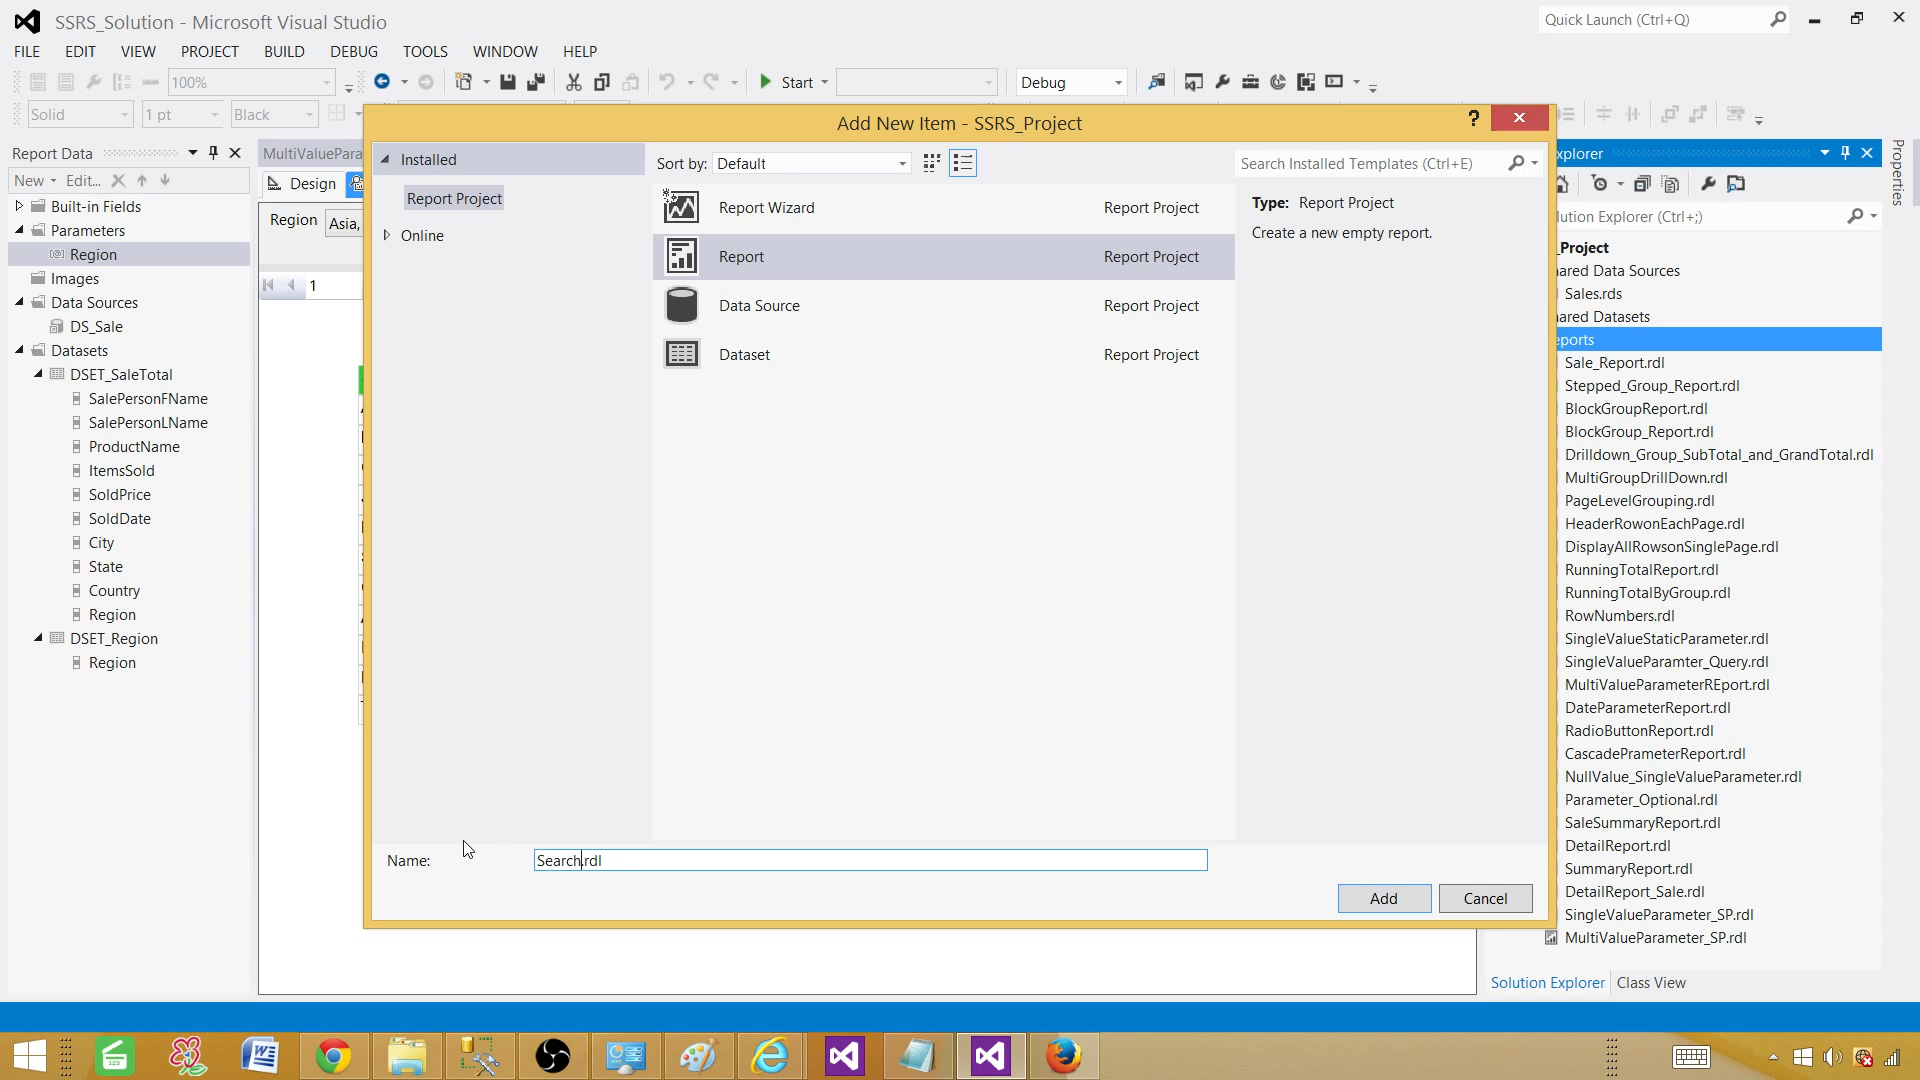 SSRS_Solution - Microsoft Visual Studio
Quick Launch (Ctrl+Q)
FILE EDIT VIEW PROJECT BUILD DEBUG TOOLS WINDOW HELP
100%
Start
Debug
Solid
1 pt
Black
Add New Item - SSRS_Project
?
Report Data
New Edit...
Built-in Fields
Parameters
Region
Images
Data Sources
DS_Sale
Datasets
DSET_SaleTotal
SalePersonFName
SalePersonLName
ProductName
ItemsSold
SoldPrice
SoldDate
City
State
Country
Region
DSET_Region
Region
MultiValuePara
Design
Region
Asia,
1
Installed
Report Project
Online
Sort by: Default
Report Wizard Report Project
Report Report Project
Data Source Report Project
Dataset Report Project
Search Installed Templates (Ctrl+E)
Type: Report Project
Create a new empty report.
Name: Search.rdl
Add
Cancel
xplorer
lution Explorer (Ctrl+;)
_Project
ared Data Sources
Sales.rds
ared Datasets
eports
Sale_Report.rdl
Stepped_Group_Report.rdl
BlockGroupReport.rdl
BlockGroup_Report.rdl
Drilldown_Group_SubTotal_and_GrandTotal.rdl
MultiGroupDrillDown.rdl
PageLevelGrouping.rdl
HeaderRowonEachPage.rdl
DisplayAllRowsonSinglePage.rdl
RunningTotalReport.rdl
RunningTotalByGroup.rdl
RowNumbers.rdl
SingleValueStaticParameter.rdl
SingleValueParamter_Query.rdl
MultiValueParameterREport.rdl
DateParameterReport.rdl
RadioButtonReport.rdl
CascadePrameterReport.rdl
NullValue_SingleValueParameter.rdl
Parameter_Optional.rdl
SaleSummaryReport.rdl
DetailReport.rdl
SummaryReport.rdl
DetailReport_Sale.rdl
SingleValueParameter_SP.rdl
MultiValueParameter_SP.rdl
Solution Explorer
Class View
Properties